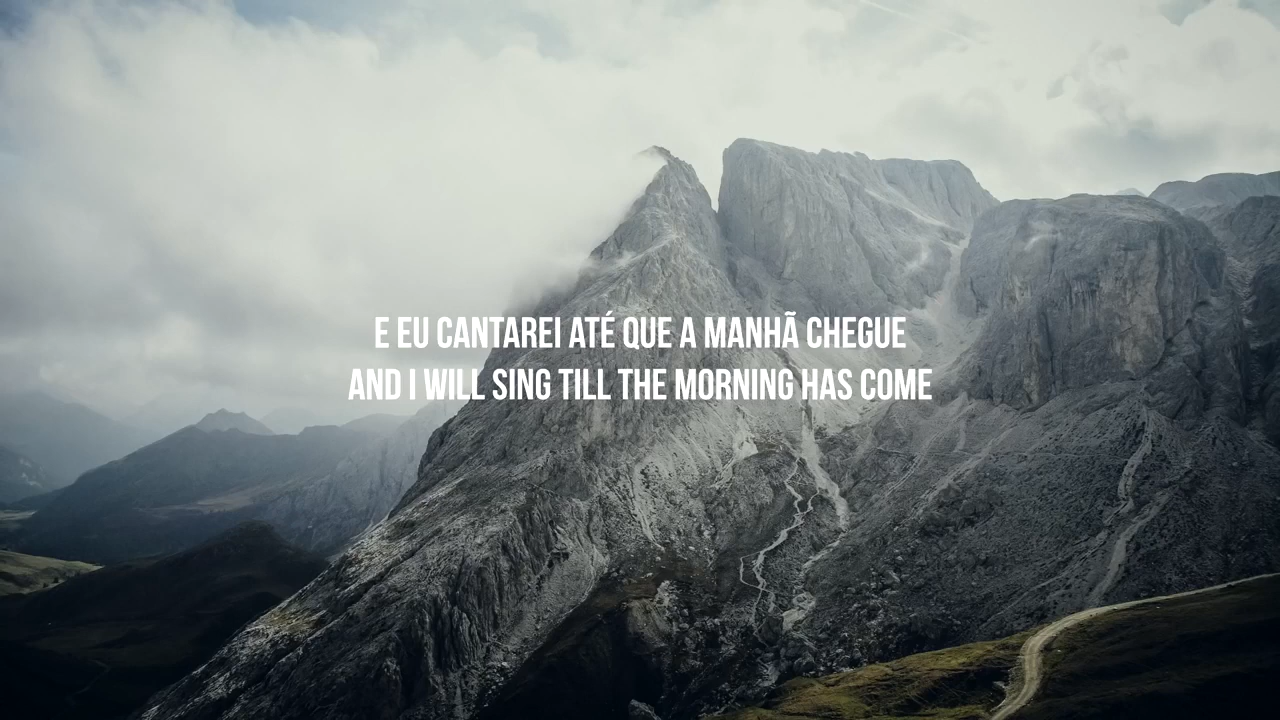 E EU CANTAREI ATÉ QUE A MANHÃ CHEGUE
AND I WILL SING TILL THE MORNING HAS COME